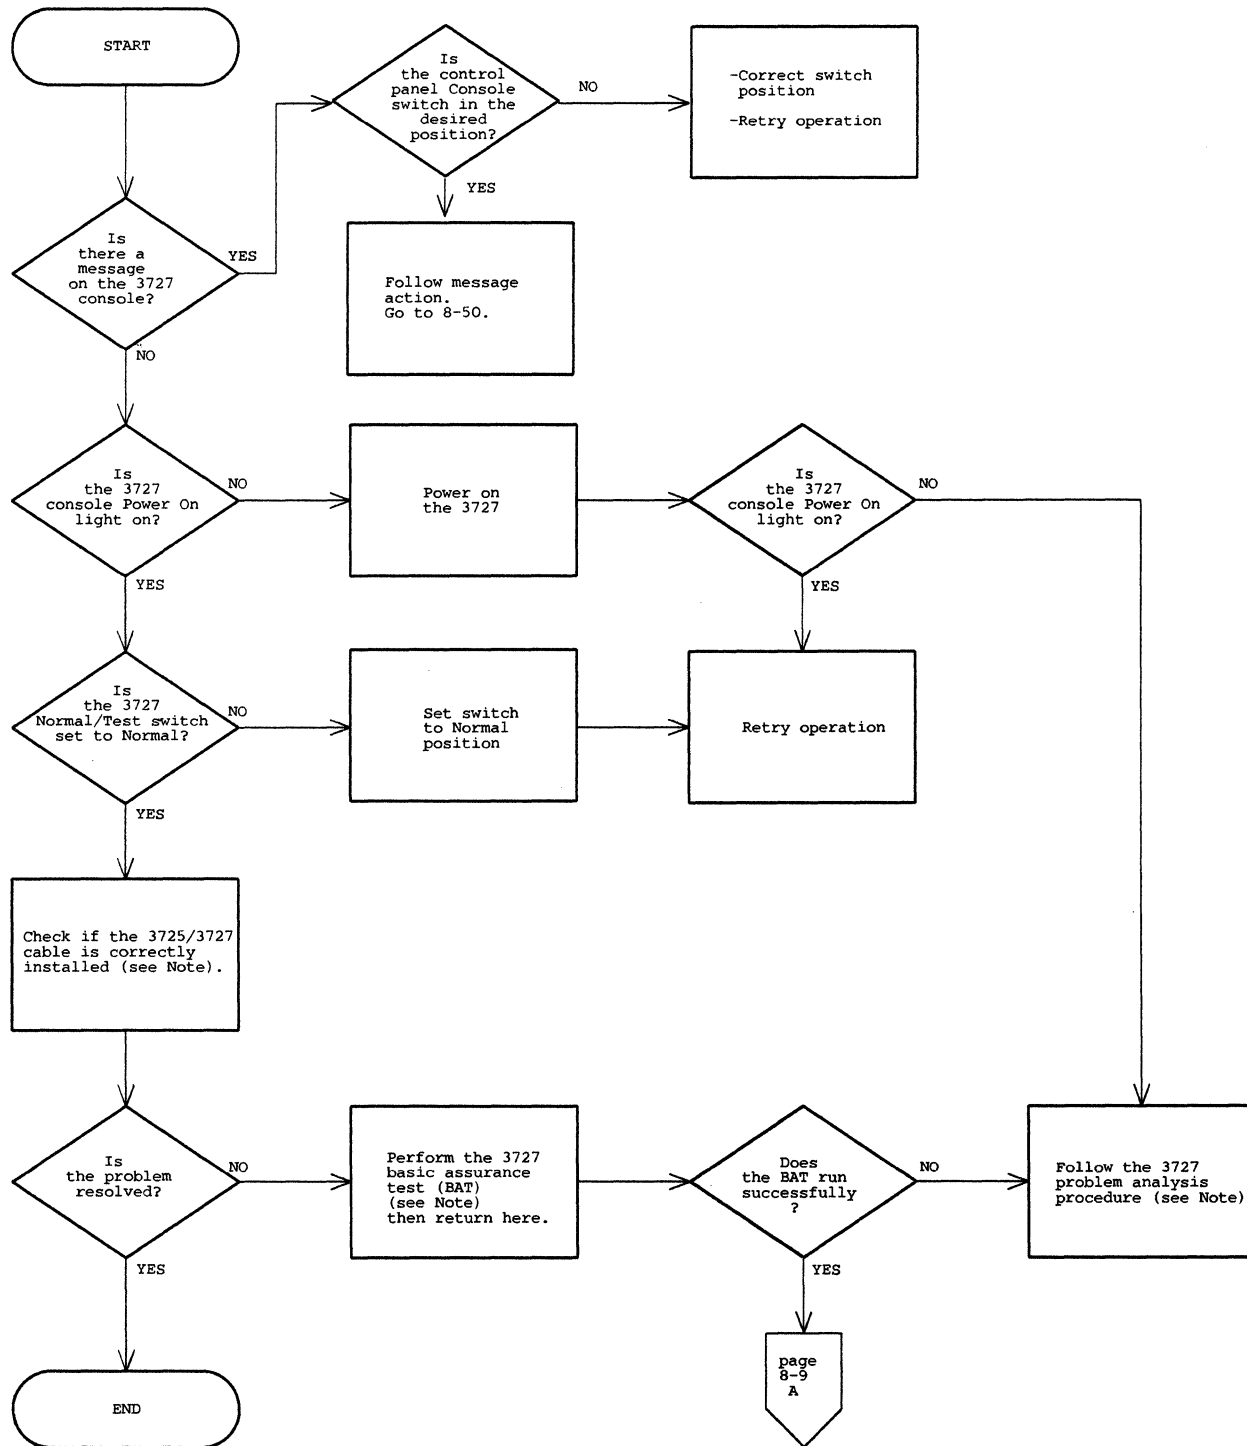 START
Is
the control
panel Console
switch in the
desired
position?
NO
-Correct switch
position
-Retry operation
YES
Is
there a
message
on the 3727
console?
YES
Follow message
action.
Go to 8-50.
NO
Is
the 3727
console Power On
light on?
NO
Power on
the 3727
Is
the 3727
console Power On
light on?
NO
YES
YES
Is
the 3727
Normal/Test switch
set to Normal?
NO
Set switch
to Normal
position
Retry operation
YES
Check if the 3725/3727
cable is correctly
installed (see Note).
Is
the problem
resolved?
NO
Perform the 3727
basic assurance
test (BAT)
(see Note)
then return here.
Does
the BAT run
successfully
?
NO
Follow the 3727
problem analysis
procedure (see Note)
YES
YES
page
8-9
A
END